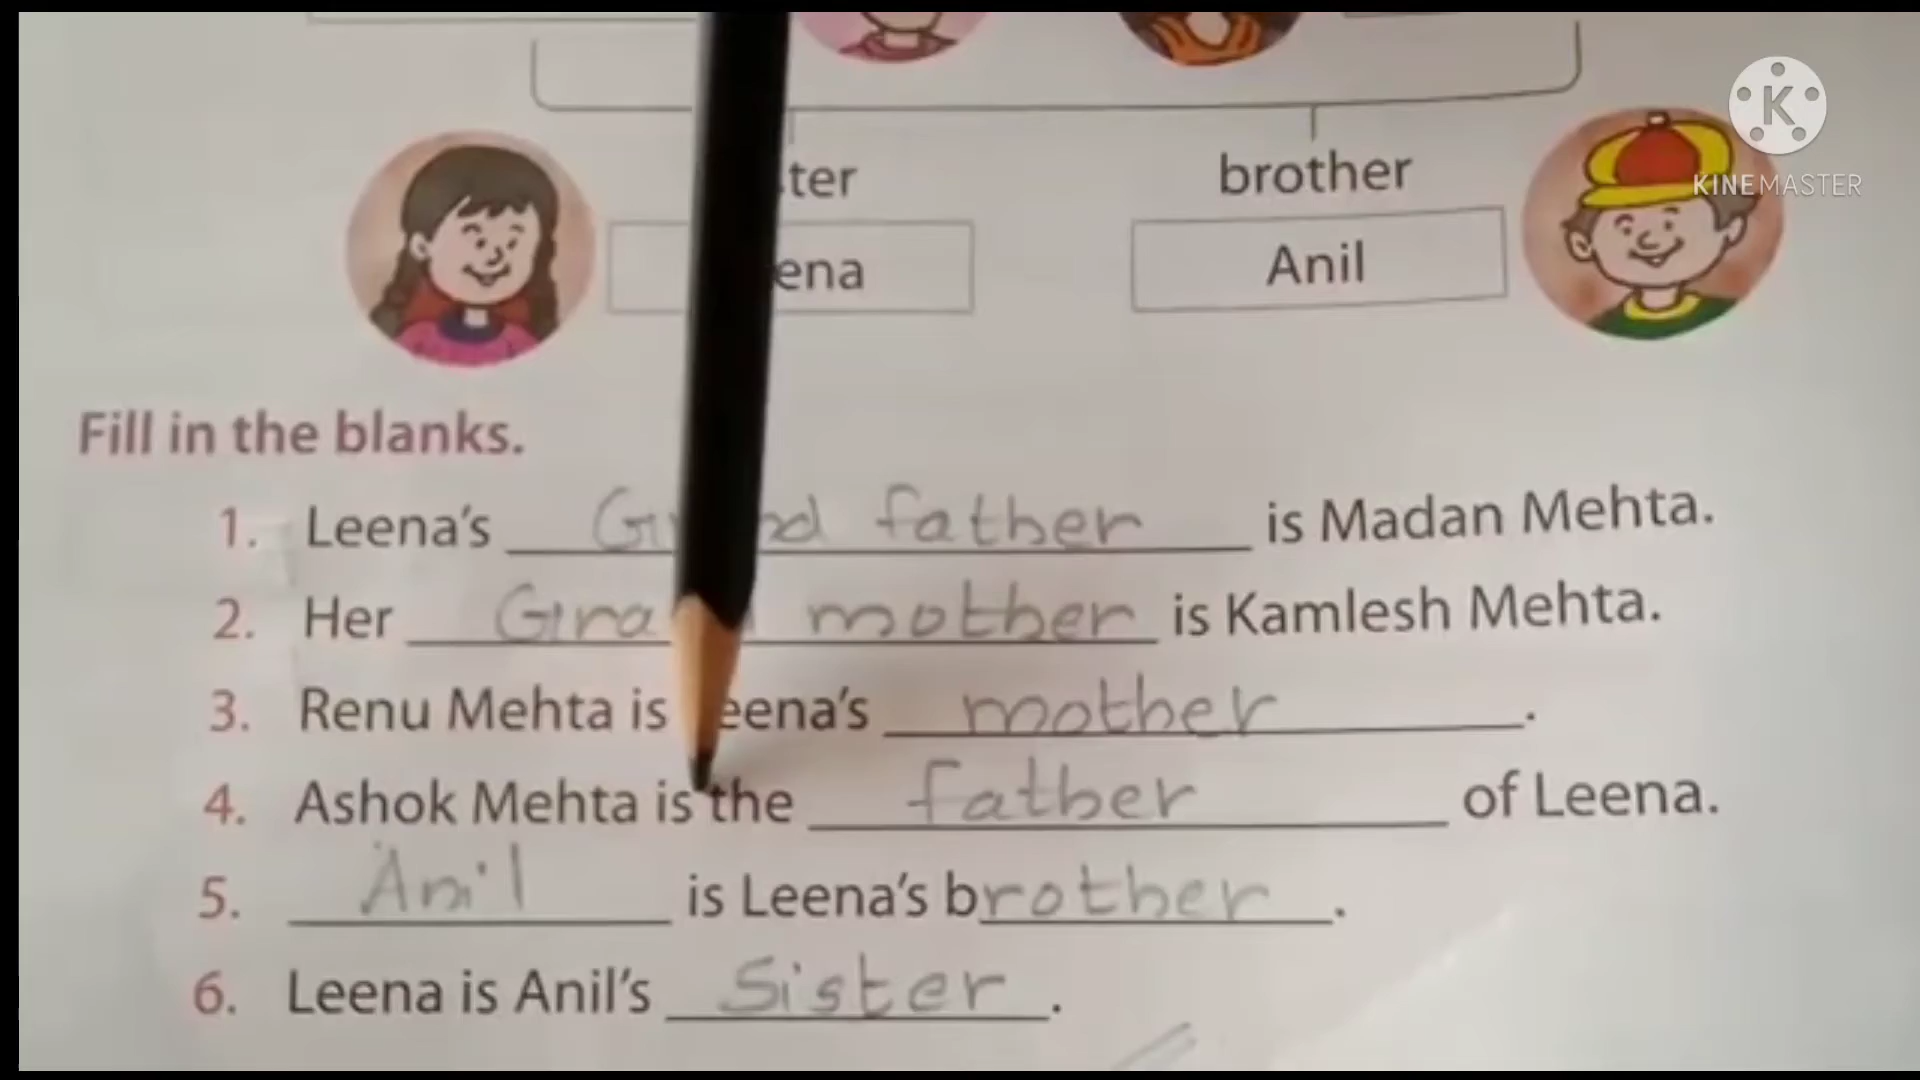 K
KINEMASTER
ter brother
ena Anil
Fill in the blanks.
1. Leena's father is Madan Mehta.
2. Her mother is Kamlesh Mehta.
3. Renu Mehta is eena's mother.
4. Ashok Mehta is the father of Leena.
5. Anil is Leena's brother.
6. Leena is Anil's Sister.